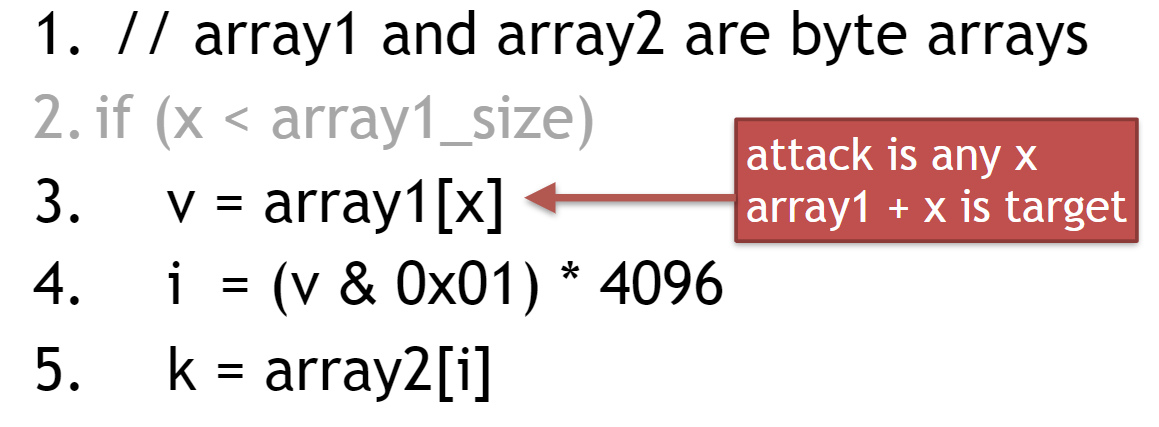 1. // array1 and array2 are byte arrays
2. if (x < array1_size)
3. v = array1[x]
attack is any x
array1 + x is target
4. i = (v & 0x01) * 4096
5. k = array2[i]